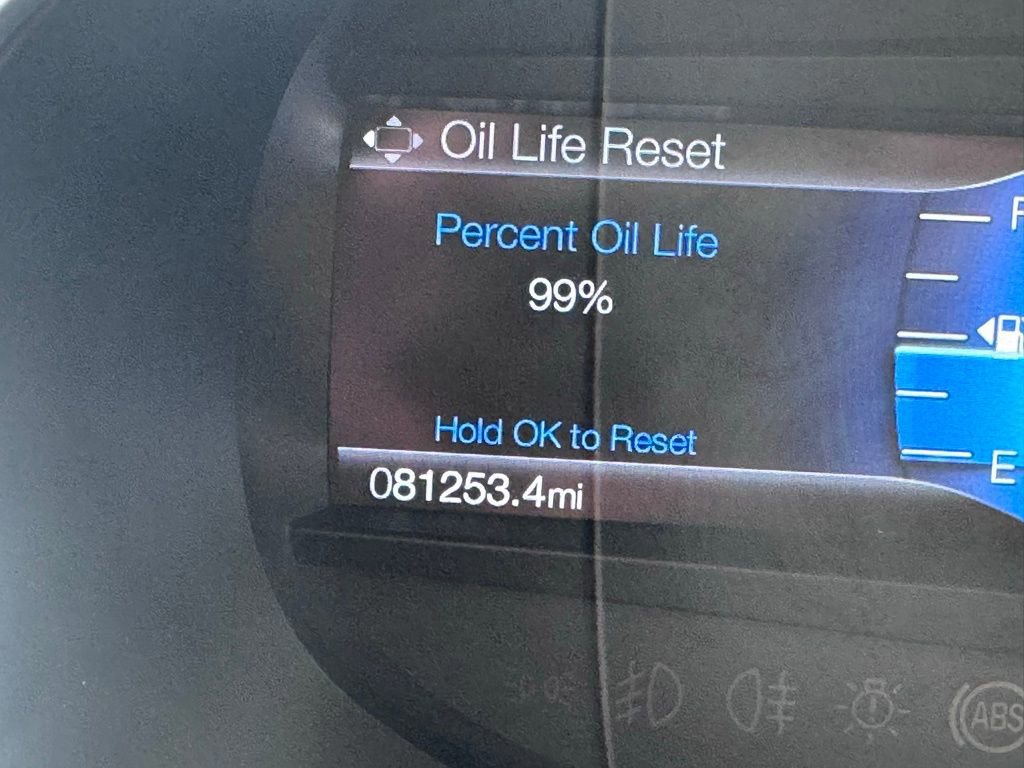 Oil Life Reset
Percent Oil Life
99%
Hold OK to Reset
081253.4mi
F
E
ABS